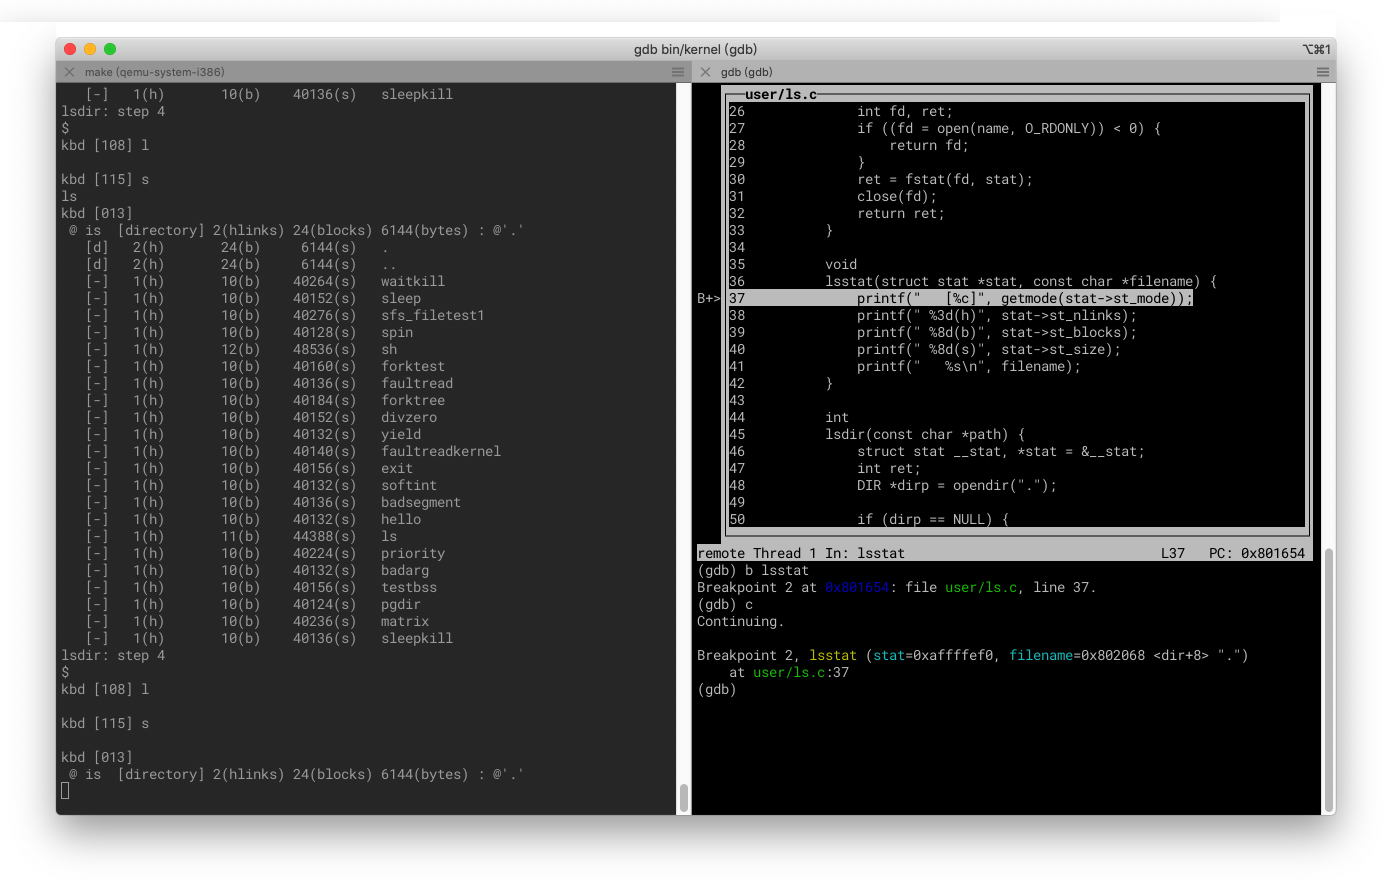 gdb bin/kernel (gdb)
⌥⌘1
make (qemu-system-i386)
[-] 1(h) 10(b) 40136(s) sleepkill
lsdir: step 4
$
kbd [108] l
kbd [115] s
ls
kbd [013]
@ is [directory] 2(hlinks) 24(blocks) 6144(bytes) : @'.'
[d] 2(h) 24(b) 6144(s) .
[d] 2(h) 24(b) 6144(s) ..
[-] 1(h) 10(b) 40264(s) waitkill
[-] 1(h) 10(b) 40152(s) sleep
[-] 1(h) 10(b) 40276(s) sfs_filetest1
[-] 1(h) 10(b) 40128(s) spin
[-] 1(h) 12(b) 48536(s) sh
[-] 1(h) 10(b) 40160(s) forktest
[-] 1(h) 10(b) 40136(s) faultread
[-] 1(h) 10(b) 40184(s) forktree
[-] 1(h) 10(b) 40152(s) divzero
[-] 1(h) 10(b) 40132(s) yield
[-] 1(h) 10(b) 40140(s) faultreadkernel
[-] 1(h) 10(b) 40156(s) exit
[-] 1(h) 10(b) 40132(s) softint
[-] 1(h) 10(b) 40136(s) badsegment
[-] 1(h) 10(b) 40132(s) hello
[-] 1(h) 11(b) 44388(s) ls
[-] 1(h) 10(b) 40224(s) priority
[-] 1(h) 10(b) 40132(s) badarg
[-] 1(h) 10(b) 40156(s) testbss
[-] 1(h) 10(b) 40124(s) pgdir
[-] 1(h) 10(b) 40236(s) matrix
[-] 1(h) 10(b) 40136(s) sleepkill
lsdir: step 4
$
kbd [108] l
kbd [115] s
kbd [013]
@ is [directory] 2(hlinks) 24(blocks) 6144(bytes) : @'.'
gdb (gdb)
user/ls.c
26 int fd, ret;
27 if ((fd = open(name, O_RDONLY)) < 0) {
28 return fd;
29 }
30 ret = fstat(fd, stat);
31 close(fd);
32 return ret;
33 }
34
35 void
36 lsstat(struct stat *stat, const char *filename) {
B+>37 printf("   [%c]", getmode(stat->st_mode));
38 printf(" %3d(h)", stat->st_nlinks);
39 printf(" %8d(b)", stat->st_blocks);
40 printf(" %8d(s)", stat->st_size);
41 printf("   %s\n", filename);
42 }
43
44 int
45 lsdir(const char *path) {
46 struct stat __stat, *stat = &__stat;
47 int ret;
48 DIR *dirp = opendir(".");
49
50 if (dirp == NULL) {
remote Thread 1 In: lsstat L37 PC: 0x801654
(gdb) b lsstat
Breakpoint 2 at 0x801654: file user/ls.c, line 37.
(gdb) c
Continuing.
Breakpoint 2, lsstat (stat=0xaffffef0, filename=0x802068 <dir+8> ".")
at user/ls.c:37
(gdb)